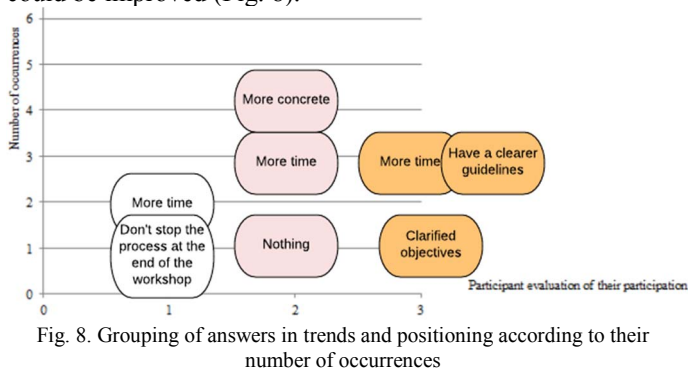 could be improved (Fig. 8).
Number of occurrences
6
5
4
3
2
1
0
More concrete
More time
More time
Have a clearer
guidelines
More time
Don't stop the
process at the
end of the
workshop
Nothing
Clarified
objectives
Participant evaluation of their participation
0
1
2
3
Fig. 8. Grouping of answers in trends and positioning according to their
number of occurrences